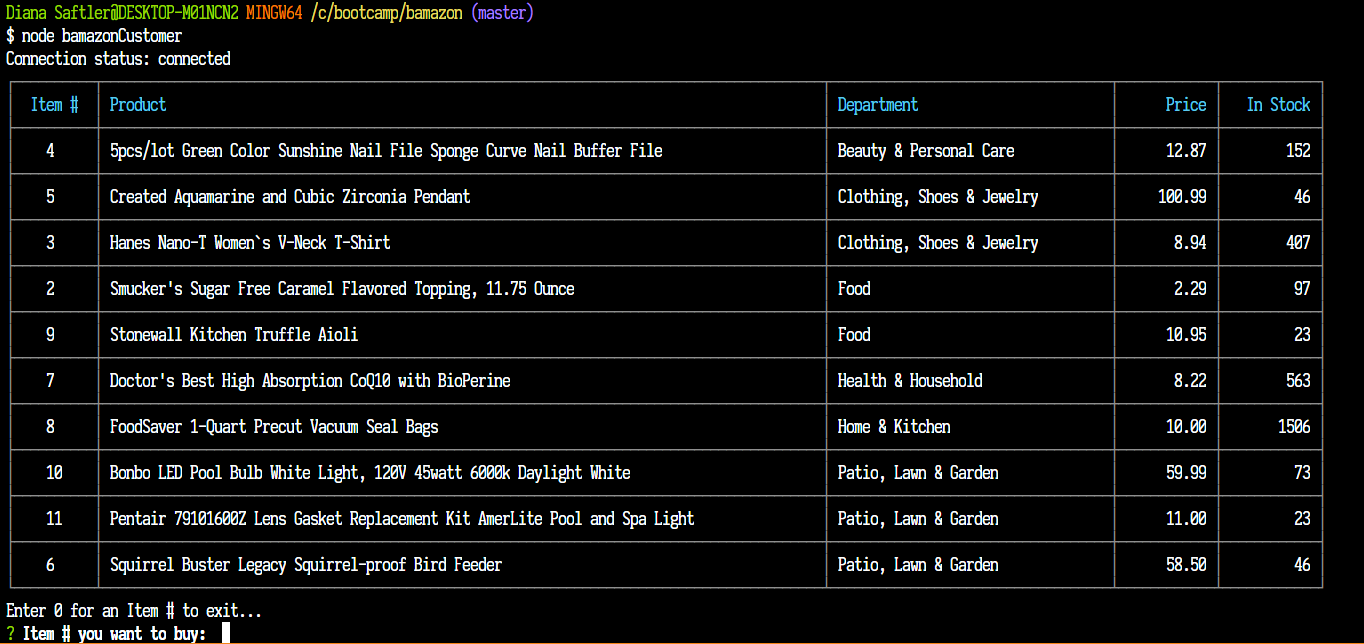 Diana Saftler@DESKTOP-M01NCN2 MINGW64 /c/bootcamp/bamazon (master)
$ node bamazonCustomer
Connection status: connected
Item # Product Department Price In Stock
4 5pcs/lot Green Color Sunshine Nail File Sponge Curve Nail Buffer File Beauty & Personal Care 12.87 152
5 Created Aquamarine and Cubic Zirconia Pendant Clothing, Shoes & Jewelry 100.99 46
3 Hanes Nano-T Women`s V-Neck T-Shirt Clothing, Shoes & Jewelry 8.94 407
2 Smucker's Sugar Free Caramel Flavored Topping, 11.75 Ounce Food 2.29 97
9 Stonewall Kitchen Truffle Aioli Food 10.95 23
7 Doctor's Best High Absorption CoQ10 with BioPerine Health & Household 8.22 563
8 FoodSaver 1-Quart Precut Vacuum Seal Bags Home & Kitchen 10.00 1506
10 Bonbo LED Pool Bulb White Light, 120V 45watt 6000k Daylight White Patio, Lawn & Garden 59.99 73
11 Pentair 79101600Z Lens Gasket Replacement Kit AmerLite Pool and Spa Light Patio, Lawn & Garden 11.00 23
6 Squirrel Buster Legacy Squirrel-proof Bird Feeder Patio, Lawn & Garden 58.50 46
Enter 0 for an Item # to exit...
? Item # you want to buy: